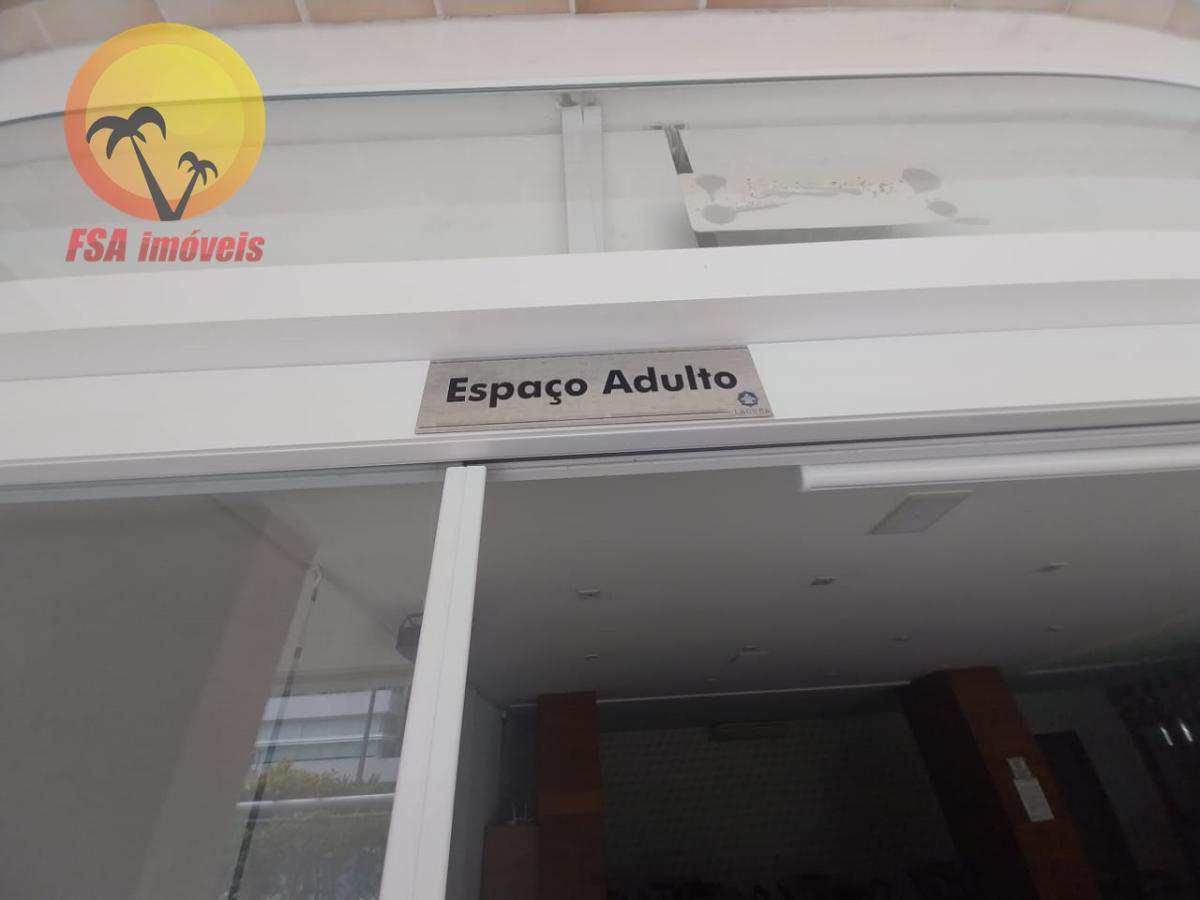 FSA imóveis
Espaço Adulto